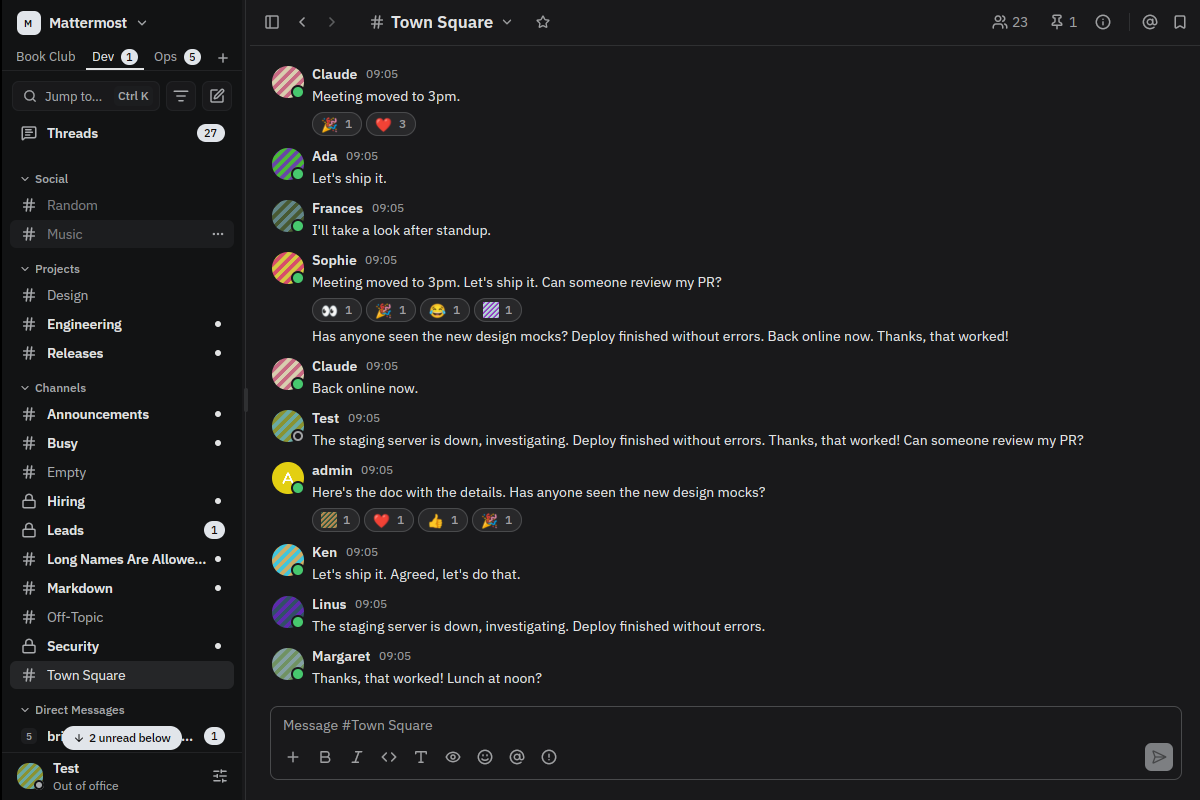 M Mattermost
Book Club Dev 1 Ops 5
Jump to... Ctrl K
Threads 27
Social
Random
Music
Projects
Design
Engineering
Releases
Channels
Announcements
Busy
Empty
Hiring
Leads 1
Long Names Are Allowe...
Markdown
Off-Topic
Security
Town Square
Direct Messages
5 bri ... 1
2 unread below
Test
Out of office
Town Square
23
1
Claude 09:05
Meeting moved to 3pm.
1 3
Ada 09:05
Let's ship it.
Frances 09:05
I'll take a look after standup.
Sophie 09:05
Meeting moved to 3pm. Let's ship it. Can someone review my PR?
1 1 1 1
Has anyone seen the new design mocks? Deploy finished without errors. Back online now. Thanks, that worked!
Claude 09:05
Back online now.
Test 09:05
The staging server is down, investigating. Deploy finished without errors. Thanks, that worked! Can someone review my PR?
A admin 09:05
Here's the doc with the details. Has anyone seen the new design mocks?
1 1 1 1
Ken 09:05
Let's ship it. Agreed, let's do that.
Linus 09:05
The staging server is down, investigating. Deploy finished without errors.
Margaret 09:05
Thanks, that worked! Lunch at noon?
Message #Town Square